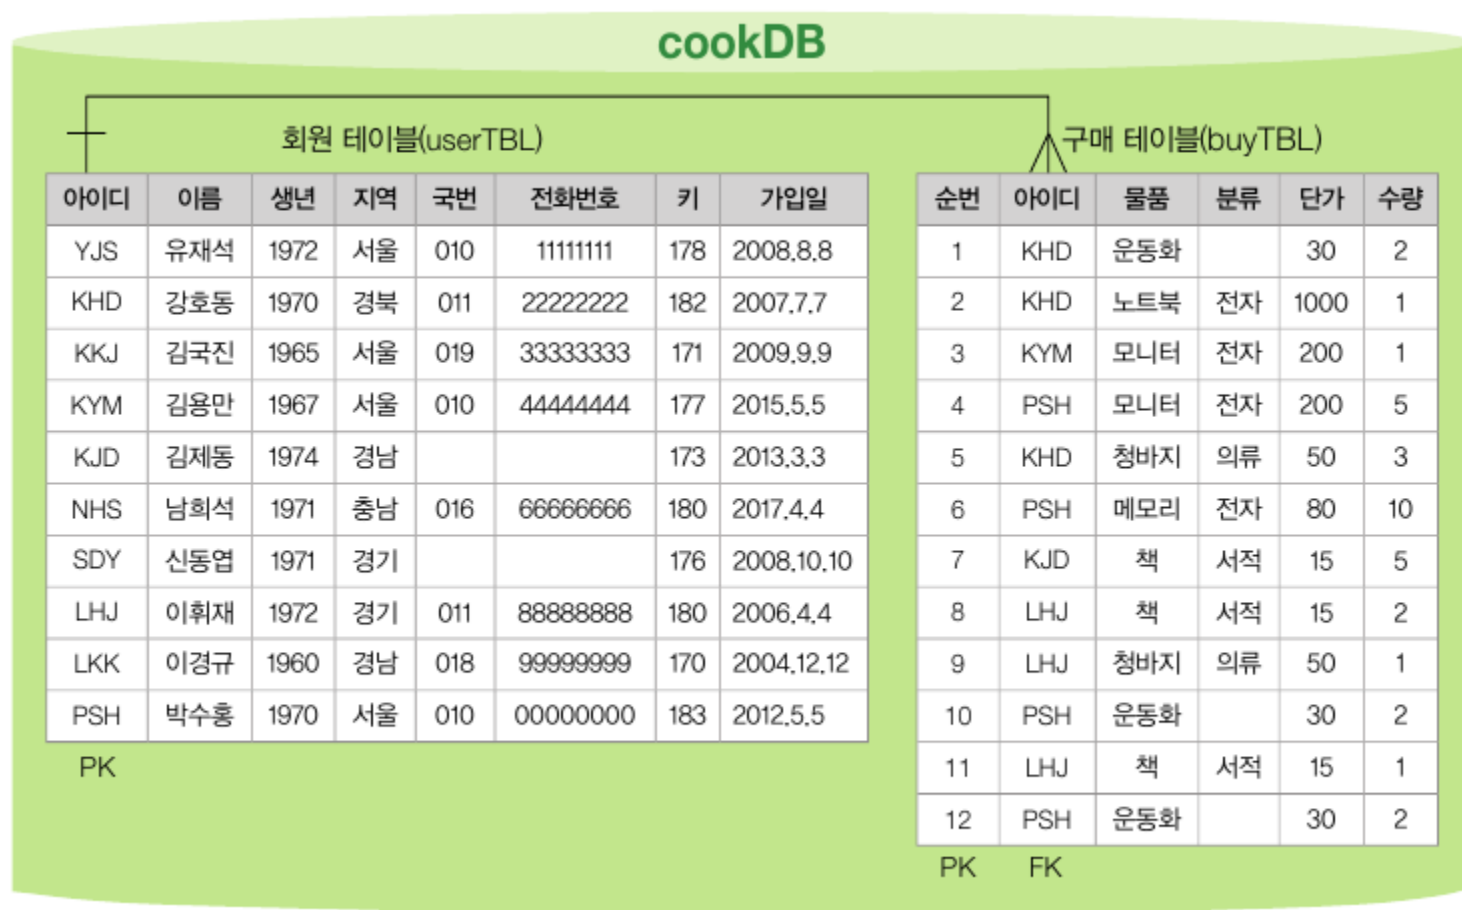 cookDB
회원 테이블(userTBL)
아이디 이름 생년 지역 국번 전화번호 키 가입일
YJS 유재석 1972 서울 010 11111111 178 2008.8.8
KHD 강호동 1970 경북 011 22222222 182 2007.7.7
KKJ 김국진 1965 서울 019 33333333 171 2009.9.9
KYM 김용만 1967 서울 010 44444444 177 2015.5.5
KJD 김제동 1974 경남 173 2013.3.3
NHS 남희석 1971 충남 016 66666666 180 2017.4.4
SDY 신동엽 1971 경기 176 2008.10.10
LHJ 이휘재 1972 경기 011 88888888 180 2006.4.4
LKK 이경규 1960 경남 018 99999999 170 2004.12.12
PSH 박수홍 1970 서울 010 00000000 183 2012.5.5
PK
구매 테이블(buyTBL)
순번 아이디 물품 분류 단가 수량
1 KHD 운동화 30 2
2 KHD 노트북 전자 1000 1
3 KYM 모니터 전자 200 1
4 PSH 모니터 전자 200 5
5 KHD 청바지 의류 50 3
6 PSH 메모리 전자 80 10
7 KJD 책 서적 15 5
8 LHJ 책 서적 15 2
9 LHJ 청바지 의류 50 1
10 PSH 운동화 30 2
11 LHJ 책 서적 15 1
12 PSH 운동화 30 2
PK FK